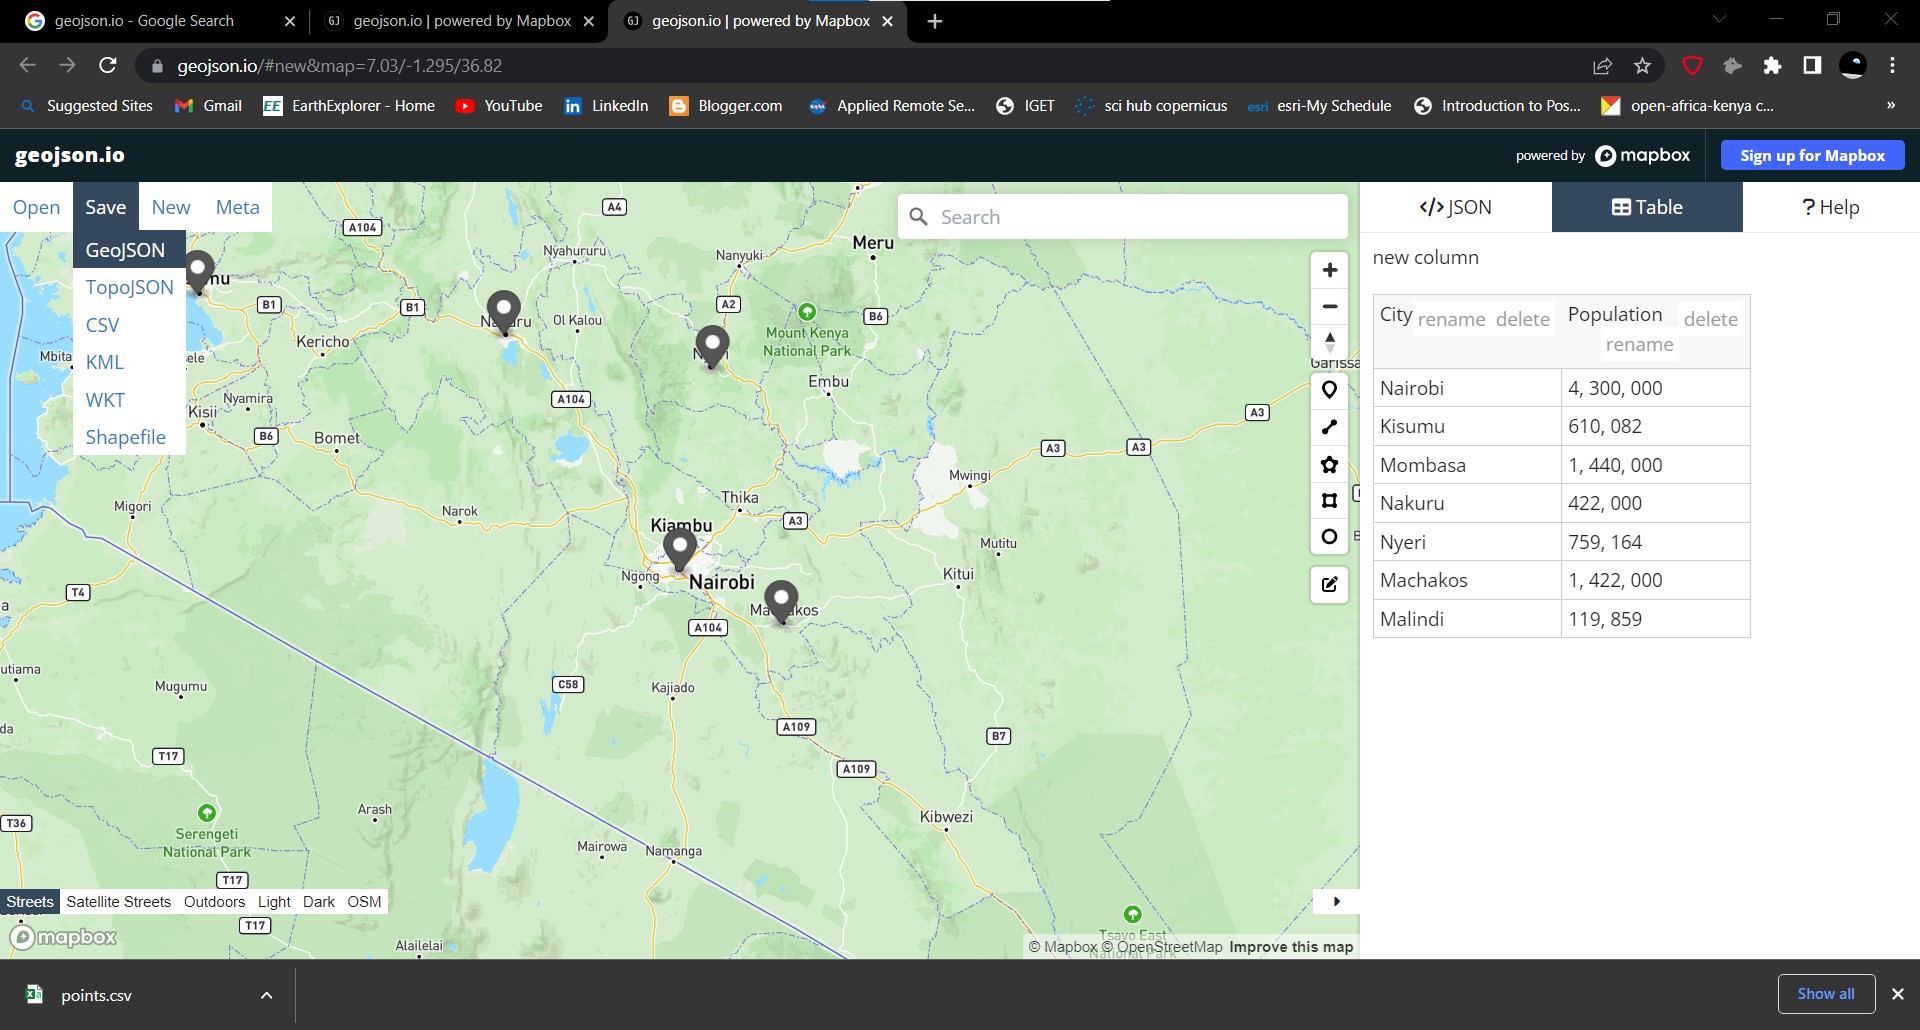 geojson.io - Google Search
geojson.io | powered by Mapbox
geojson.io | powered by Mapbox
geojson.io/#new&map=7.03/-1.295/36.82
Suggested Sites
Gmail
EE EarthExplorer - Home
YouTube
LinkedIn
Blogger.com
Applied Remote Se...
IGET
sci hub copernicus
esri esri-My Schedule
Introduction to Pos...
open-africa-kenya c...
»
geojson.io
powered by mapbox
Sign up for Mapbox
Open
Save
New
Meta
GeoJSON
TopoJSON
CSV
KML
WKT
Shapefile
Search
</> JSON
Table
? Help
new column
City rename delete
Population delete
rename
Nairobi 4, 300, 000
Kisumu 610, 082
Mombasa 1, 440, 000
Nakuru 422, 000
Nyeri 759, 164
Machakos 1, 422, 000
Malindi 119, 859
A4
A104
Nyahururu
Nanyuki
Meru
B1
B1
A2
B6
Ol Kalou
Mount Kenya
National Park
Kericho
Mbita
Garissa
Embu
Nyamira
Kisii
A104
A3
B6
Bomet
A3
A3
Mwingi
Migori
Narok
Thika
A3
Kiambu
Mutitu
Ngong
Nairobi
Kitui
T4
A104
utiama
Mugumu
C58
Kajiado
A109
B7
T17
A109
Arash
Kibwezi
T36
Serengeti
National Park
Mairowa
Namanga
T17
Streets
Satellite Streets
Outdoors
Light
Dark
OSM
T17
mapbox
Alailelai
Tsavo East
National Park
© Mapbox © OpenStreetMap Improve this map
points.csv
Show all